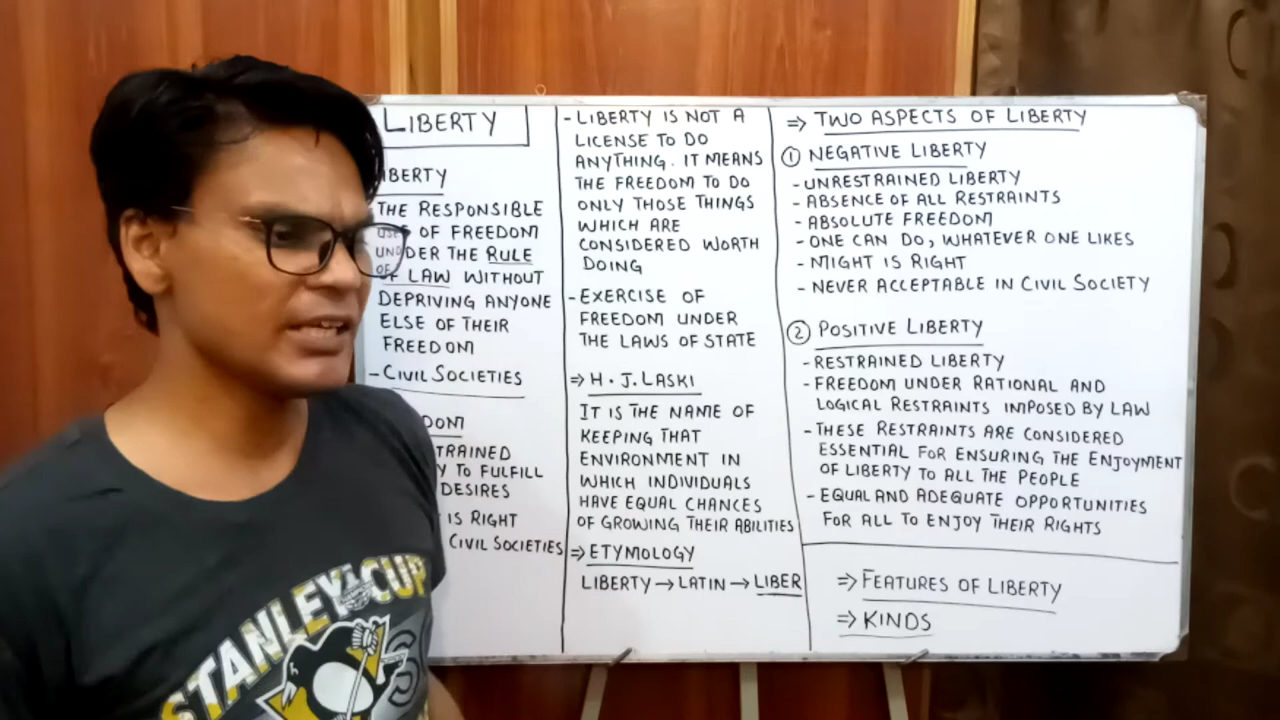 LIBERTY
IBERTY
THE RESPONSIBLE
USE OF FREEDOM
UNDER THE RULE
OF LAW WITHOUT
DEPRIVING ANYONE
ELSE OF THEIR
FREEDOM
- CIVIL SOCIETIES
DOM
TRAINED
Y TO FULFILL
DESIRES
IS RIGHT
CIVIL SOCIETIES
- LIBERTY IS NOT A
LICENSE TO DO
ANYTHING. IT MEANS
THE FREEDOM TO DO
ONLY THOSE THINGS
WHICH ARE
CONSIDERED WORTH
DOING
- EXERCISE OF
FREEDOM UNDER
THE LAWS OF STATE
⇒ H.J. LASKI
IT IS THE NAME OF
KEEPING THAT
ENVIRONMENT IN
WHICH INDIVIDUALS
HAVE EQUAL CHANCES
OF GROWING THEIR ABILITIES
⇒ ETYMOLOGY
LIBERTY → LATIN → LIBER
⇒ TWO ASPECTS OF LIBERTY
① NEGATIVE LIBERTY
- UNRESTRAINED LIBERTY
- ABSENCE OF ALL RESTRAINTS
- ABSOLUTE FREEDOM
- ONE CAN DO, WHATEVER ONE LIKES
- MIGHT IS RIGHT
- NEVER ACCEPTABLE IN CIVIL SOCIETY
② POSITIVE LIBERTY
- RESTRAINED LIBERTY
- FREEDOM UNDER RATIONAL AND
LOGICAL RESTRAINTS IMPOSED BY LAW
- THESE RESTRAINTS ARE CONSIDERED
ESSENTIAL FOR ENSURING THE ENJOYMENT
OF LIBERTY TO ALL THE PEOPLE
- EQUAL AND ADEQUATE OPPORTUNITIES
FOR ALL TO ENJOY THEIR RIGHTS
⇒ FEATURES OF LIBERTY
⇒ KINDS
STANLEY CUP